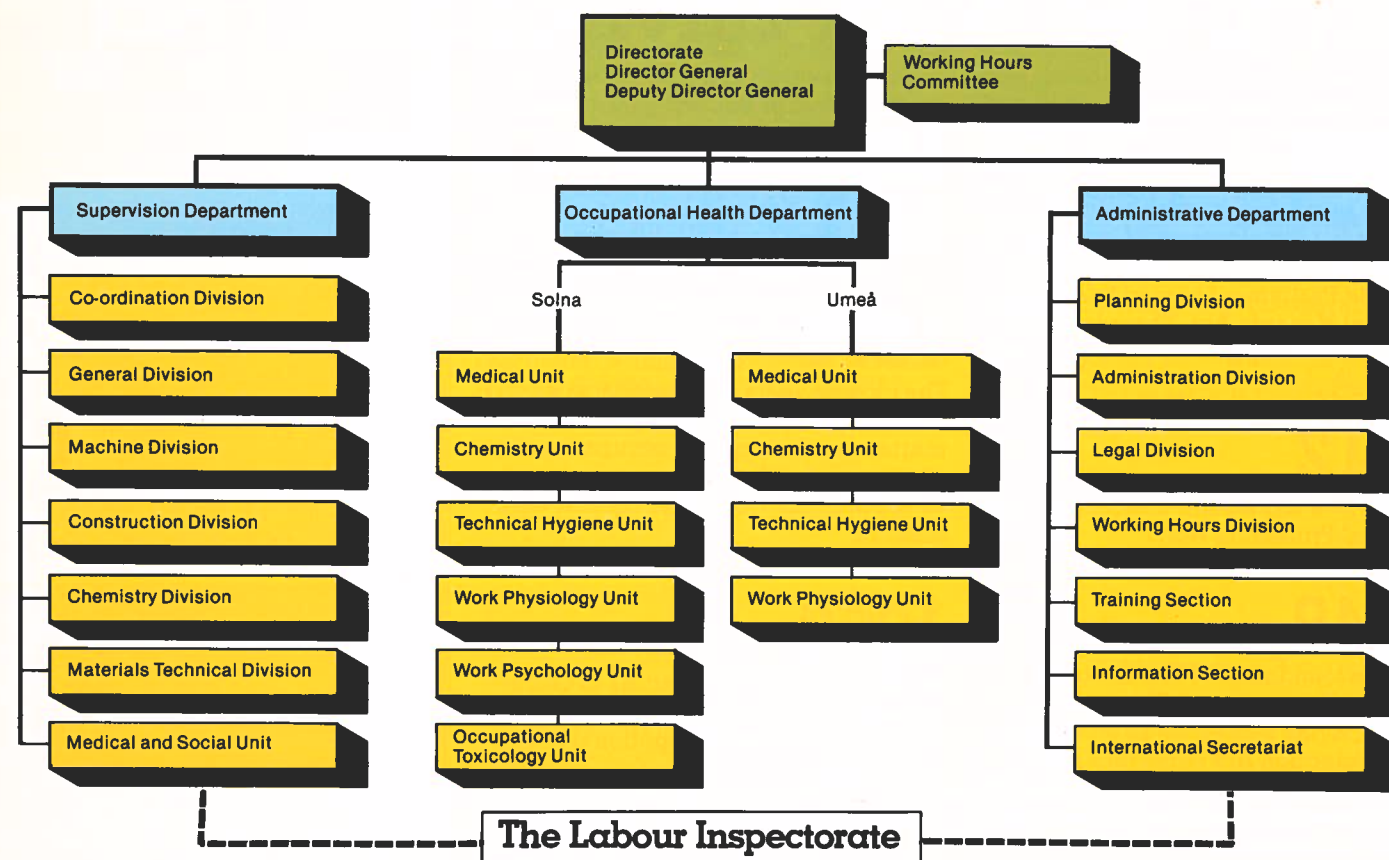 Directorate
Director General
Deputy Director General
Working Hours
Committee
Supervision Department
Co-ordination Division
General Division
Machine Division
Construction Division
Chemistry Division
Materials Technical Division
Medical and Social Unit
Occupational Health Department
Solna
Medical Unit
Chemistry Unit
Technical Hygiene Unit
Work Physiology Unit
Work Psychology Unit
Occupational
Toxicology Unit
Umeå
Medical Unit
Chemistry Unit
Technical Hygiene Unit
Work Physiology Unit
Administrative Department
Planning Division
Administration Division
Legal Division
Working Hours Division
Training Section
Information Section
International Secretariat
The Labour Inspectorate